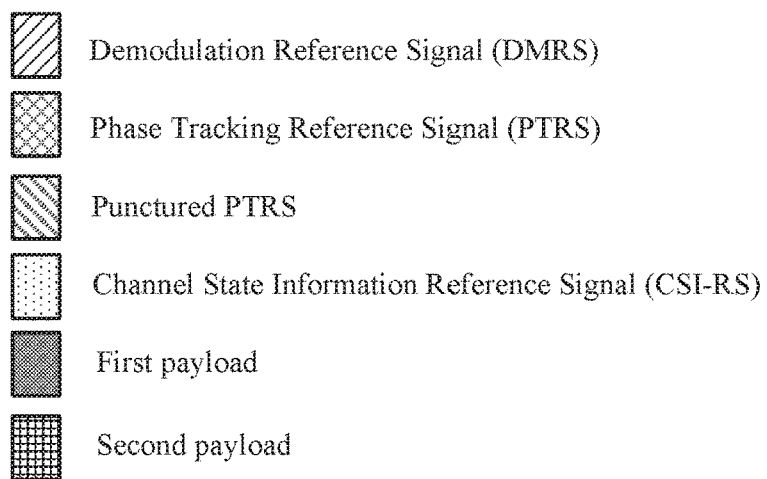 Demodulation Reference Signal (DMRS)
Phase Tracking Reference Signal (PTRS)
Punctured PTRS
Channel State Information Reference Signal (CSI-RS)
First payload
Second payload